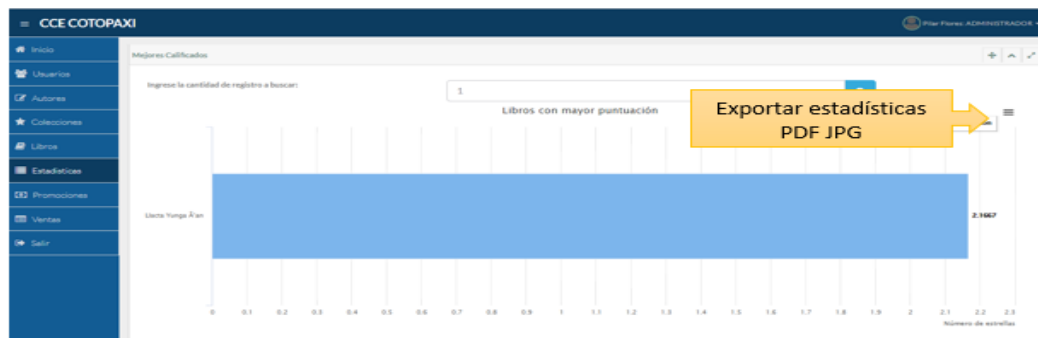 CCE COTOPAXI
Pilar Flores: ADMINISTRADOR
Inicio
Usuarios
Autores
Colecciones
Libros
Estadísticas
Promociones
Ventas
Salir
Mejores Calificados
Ingrese la cantidad de registro a buscar:
1
Libros con mayor puntuación
Exportar estadísticas
PDF JPG
Llacta Yunga Ã'an
2.1667
0 0.1 0.2 0.3 0.4 0.5 0.6 0.7 0.8 0.9 1 1.1 1.2 1.3 1.4 1.5 1.6 1.7 1.8 1.9 2 2.1 2.2 2.3
Número de estrellas